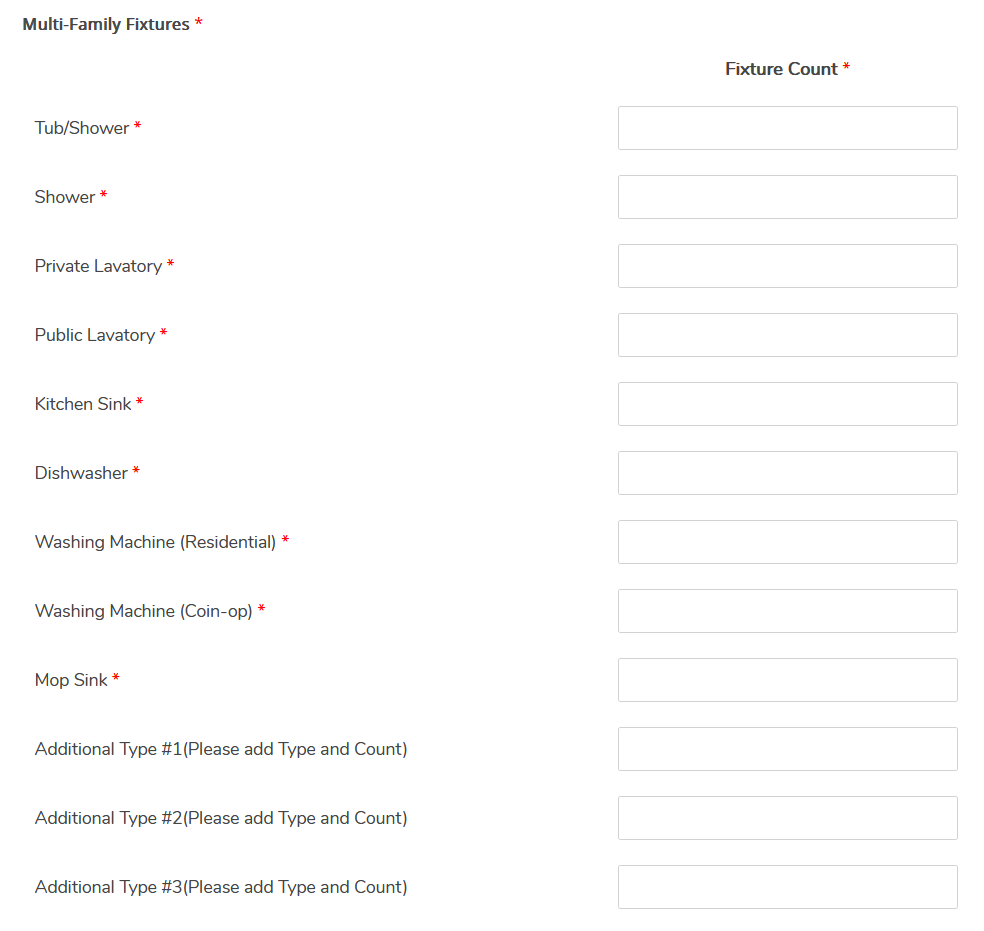 Multi-Family Fixtures *
Fixture Count *
Tub/Shower *
Shower *
Private Lavatory *
Public Lavatory *
Kitchen Sink *
Dishwasher *
Washing Machine (Residential) *
Washing Machine (Coin-op) *
Mop Sink *
Additional Type #1(Please add Type and Count)
Additional Type #2(Please add Type and Count)
Additional Type #3(Please add Type and Count)